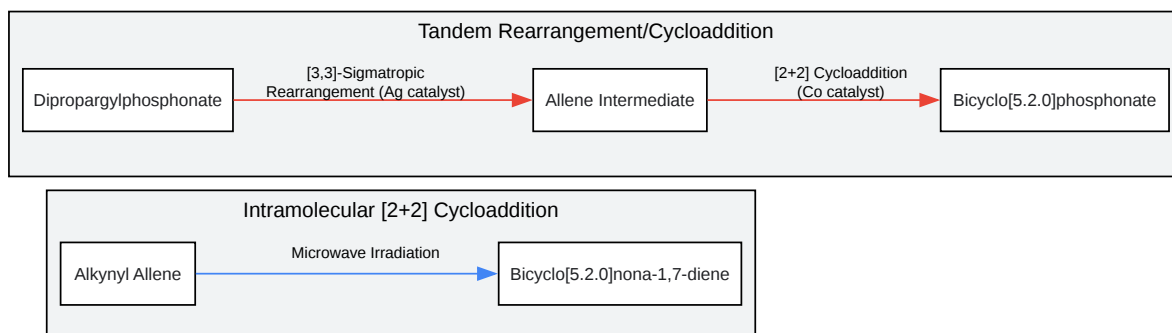 Tandem Rearrangement/Cycloaddition
[3,3]-Sigmatropic
Rearrangement (Ag catalyst)
[2+2] Cycloaddition
(Co catalyst)
Dipropargylphosphonate
Allene Intermediate
Bicyclo[5.2.0]phosphonate
Intramolecular [2+2] Cycloaddition
Microwave Irradiation
Alkynyl Allene
Bicyclo[5.2.0]nona-1,7-diene